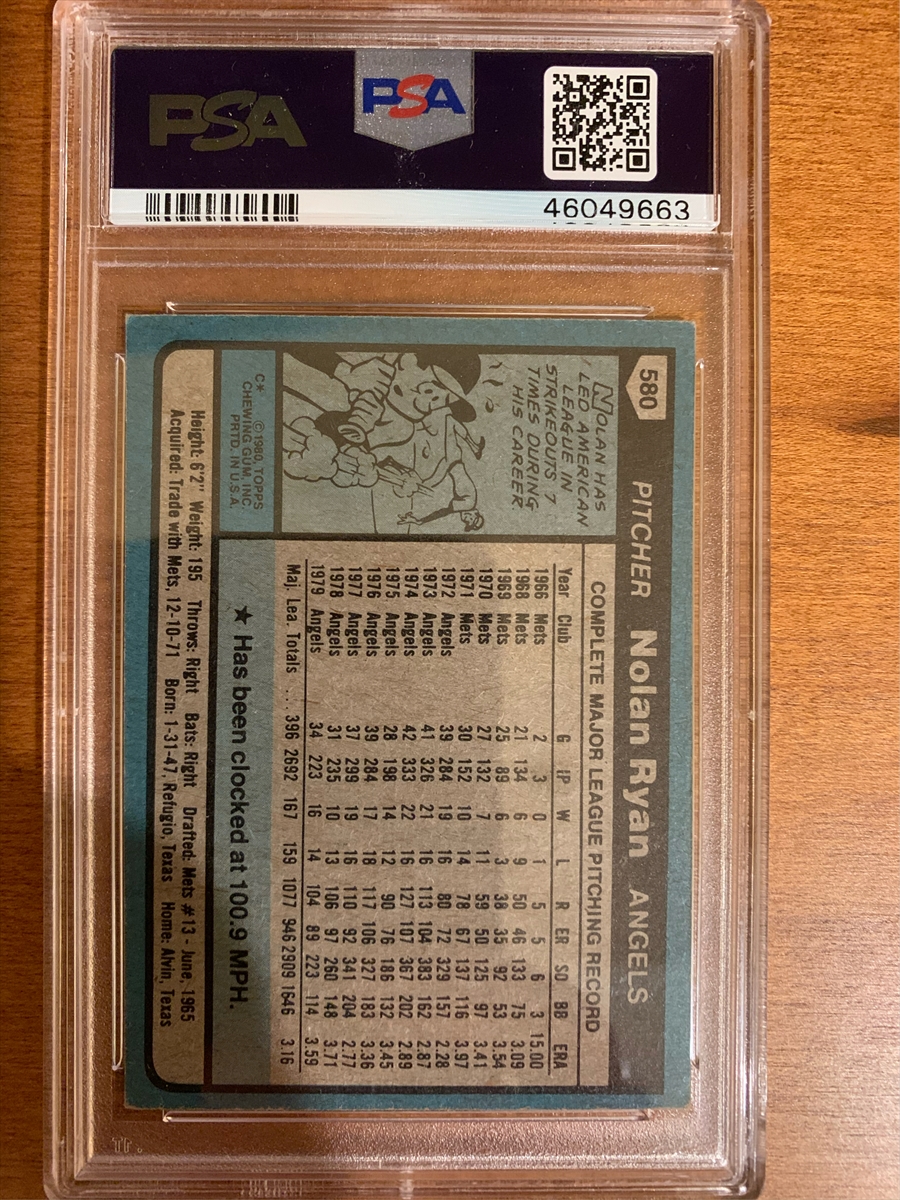 PSA
PSA
46049663
580
PITCHER Nolan Ryan ANGELS
NOLAN HAS
LED AMERICAN
LEAGUE IN
STRIKEOUTS 7
TIMES DURING
HIS CAREER
C* ©1980 TOPPS
CHEWING GUM, INC.
PRTD. IN U.S.A.
COMPLETE MAJOR LEAGUE PITCHING RECORD
Year Club G IP W L R ER SO BB ERA
1966 Mets 2 3 0 1 5 5 6 3 15.00
1968 Mets 21 134 6 9 50 46 133 75 3.09
1969 Mets 25 89 6 3 38 35 92 53 3.54
1970 Mets 27 132 7 11 59 50 125 97 3.41
1971 Mets 30 152 10 14 78 67 137 116 3.97
1972 Angels 39 284 19 16 80 72 329 157 2.28
1973 Angels 41 326 21 16 113 104 383 162 2.87
1974 Angels 42 333 22 16 127 107 367 202 2.89
1975 Angels 28 198 14 12 90 76 186 132 3.45
1976 Angels 39 284 17 18 117 106 327 183 3.36
1977 Angels 37 299 19 16 110 92 341 204 2.77
1978 Angels 31 235 10 13 106 97 260 148 3.71
1979 Angels 34 223 16 14 104 89 223 114 3.59
Maj. Lea. Totals ... 396 2692 167 159 1077 946 2909 1646 3.16
★ Has been clocked at 100.9 MPH.
Height: 6'2" Weight: 195 Throws: Right Bats: Right Drafted: Mets #13 - June, 1965
Acquired: Trade with Mets, 12-10-71 Born: 1-31-47, Refugio, Texas Home: Alvin, Texas